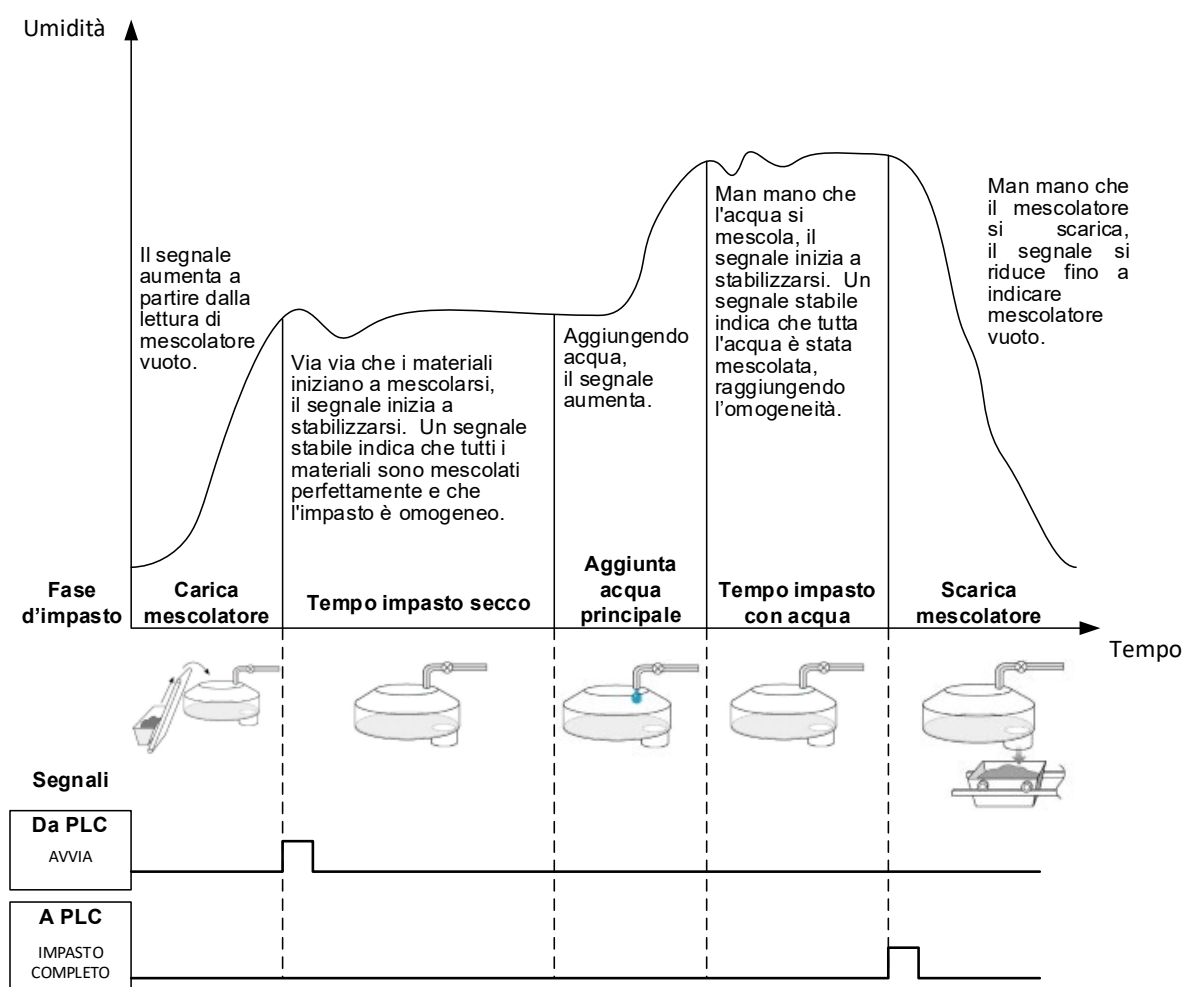 Umidità
Il segnale
aumenta a
partire dalla
lettura di
mescolatore
vuoto.
Via via che i materiali
iniziano a mescolarsi,
il segnale inizia a
stabilizzarsi. Un segnale
stabile indica che tutti i
materiali sono mescolati
perfettamente e che
l'impasto è omogeneo.
Aggiungendo
acqua,
il segnale
aumenta.
Man mano che
l'acqua si
mescola, il
segnale inizia a
stabilizzarsi. Un
segnale stabile
indica che tutta
l'acqua è stata
mescolata,
raggiungendo
l’omogeneità.
Man mano che
il mescolatore
si scarica,
il segnale si
riduce fino a
indicare
mescolatore
vuoto.
Fase
d’impasto
Carica
mescolatore
Tempo impasto secco
Aggiunta
acqua
principale
Tempo impasto
con acqua
Scarica
mescolatore
Tempo
Segnali
Da PLC
AVVIA
A PLC
IMPASTO
COMPLETO